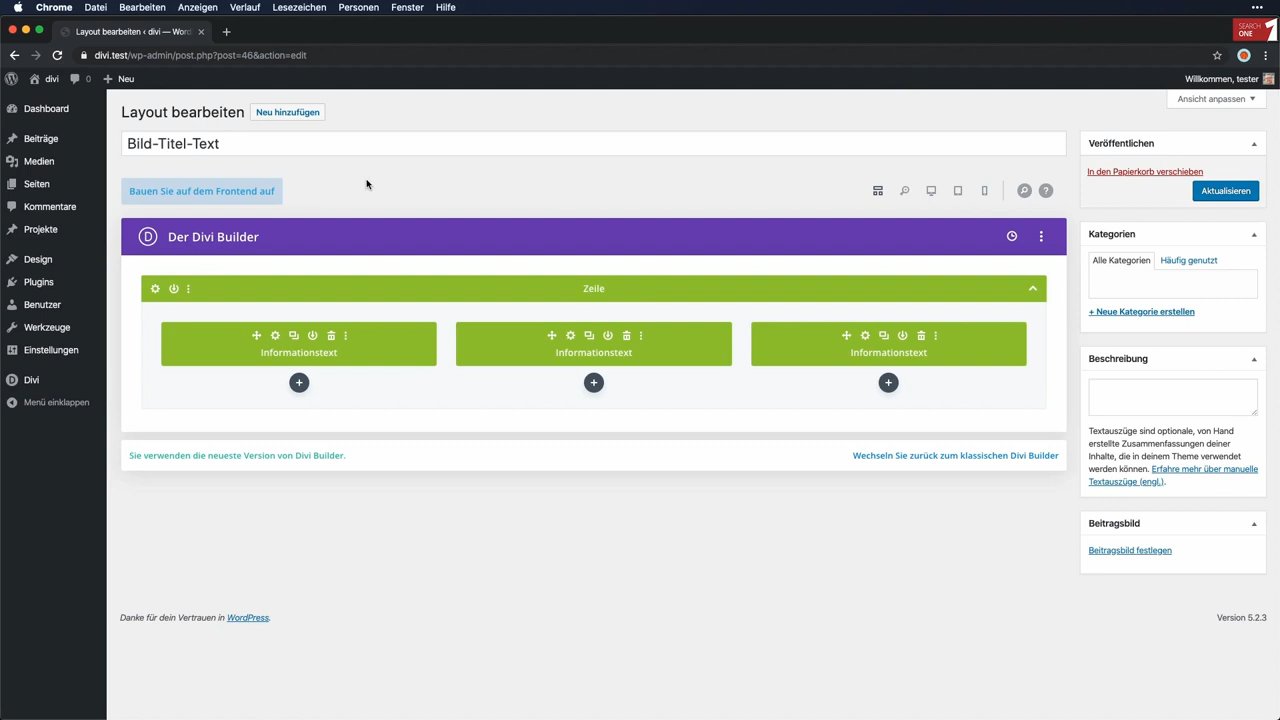 Chrome Datei Bearbeiten Anzeigen Verlauf Lesezeichen Personen Fenster Hilfe
Layout bearbeiten ‹ divi — Word
SEARCH
ONE 1
divi.test/wp-admin/post.php?post=46&action=edit
divi 0 Neu
Willkommen, tester
Dashboard
Beiträge
Medien
Seiten
Kommentare
Projekte
Design
Plugins
Benutzer
Werkzeuge
Einstellungen
Divi
Menü einklappen
Ansicht anpassen
Layout bearbeiten
Neu hinzufügen
Bild-Titel-Text
Bauen Sie auf dem Frontend auf
?
D Der Divi Builder
Zeile
Informationstext
Informationstext
Informationstext
Sie verwenden die neueste Version von Divi Builder.
Wechseln Sie zurück zum klassischen Divi Builder
Veröffentlichen
In den Papierkorb verschieben
Aktualisieren
Kategorien
Alle Kategorien
Häufig genutzt
+ Neue Kategorie erstellen
Beschreibung
Textauszüge sind optionale, von Hand
erstellte Zusammenfassungen deiner
Inhalte, die in deinem Theme verwendet
werden können. Erfahre mehr über manuelle
Textauszüge (engl.).
Beitragsbild
Beitragsbild festlegen
Danke für dein Vertrauen in WordPress.
Version 5.2.3